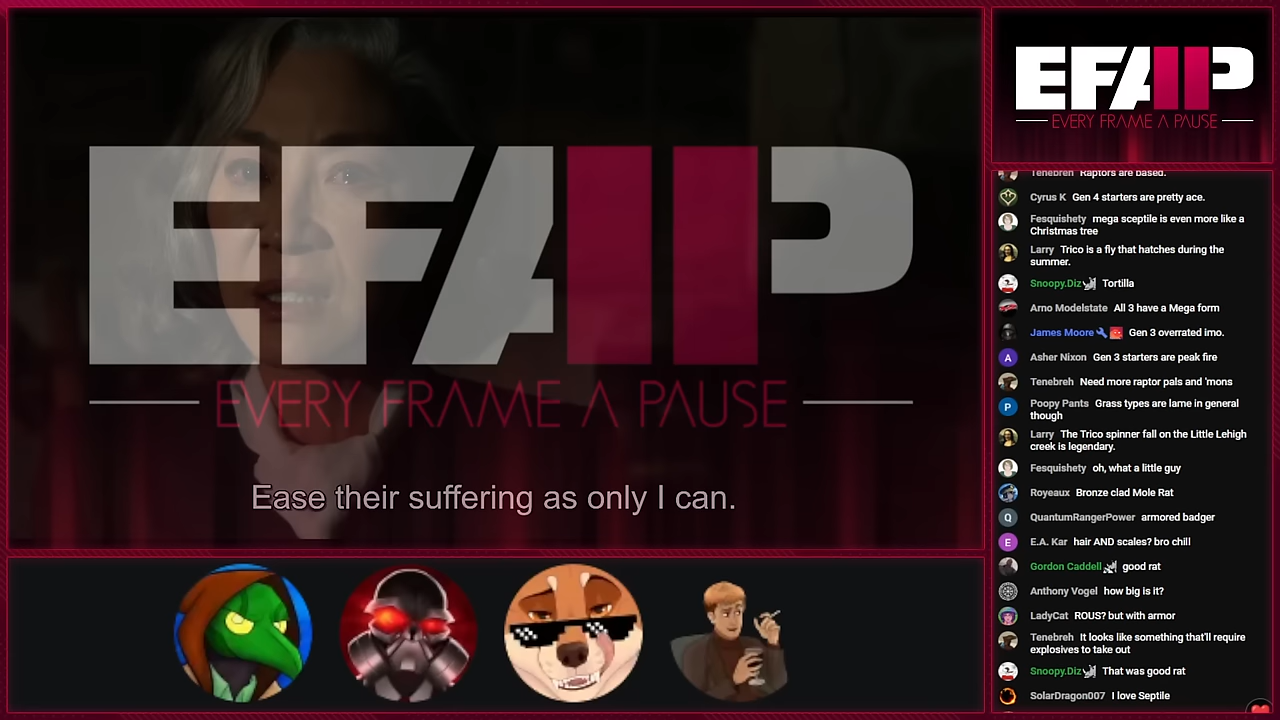 EFAP
EVERY FRAME A PAUSE
Ease their suffering as only I can.
EFAP
EVERY FRAME A PAUSE
Tenebreh Raptors are based.
Cyrus K Gen 4 starters are pretty ace.
Fesquishety mega sceptile is even more like a
Christmas tree
Larry Trico is a fly that hatches during the
summer.
Snoopy.Diz Tortilla
Arno Modelstate All 3 have a Mega form
James Moore Gen 3 overrated imo.
A
Asher Nixon Gen 3 starters are peak fire
Tenebreh Need more raptor pals and 'mons
P
Poopy Pants Grass types are lame in general
though
Larry The Trico spinner fall on the Little Lehigh
creek is legendary.
Fesquishety oh, what a little guy
Royeaux Bronze clad Mole Rat
Q
QuantumRangerPower armored badger
E
E.A. Kar hair AND scales? bro chill
Gordon Caddell good rat
Anthony Vogel how big is it?
LadyCat ROUS? but with armor
Tenebreh It looks like something that'll require
explosives to take out
Snoopy.Diz That was good rat
SolarDragon007 I love Septile